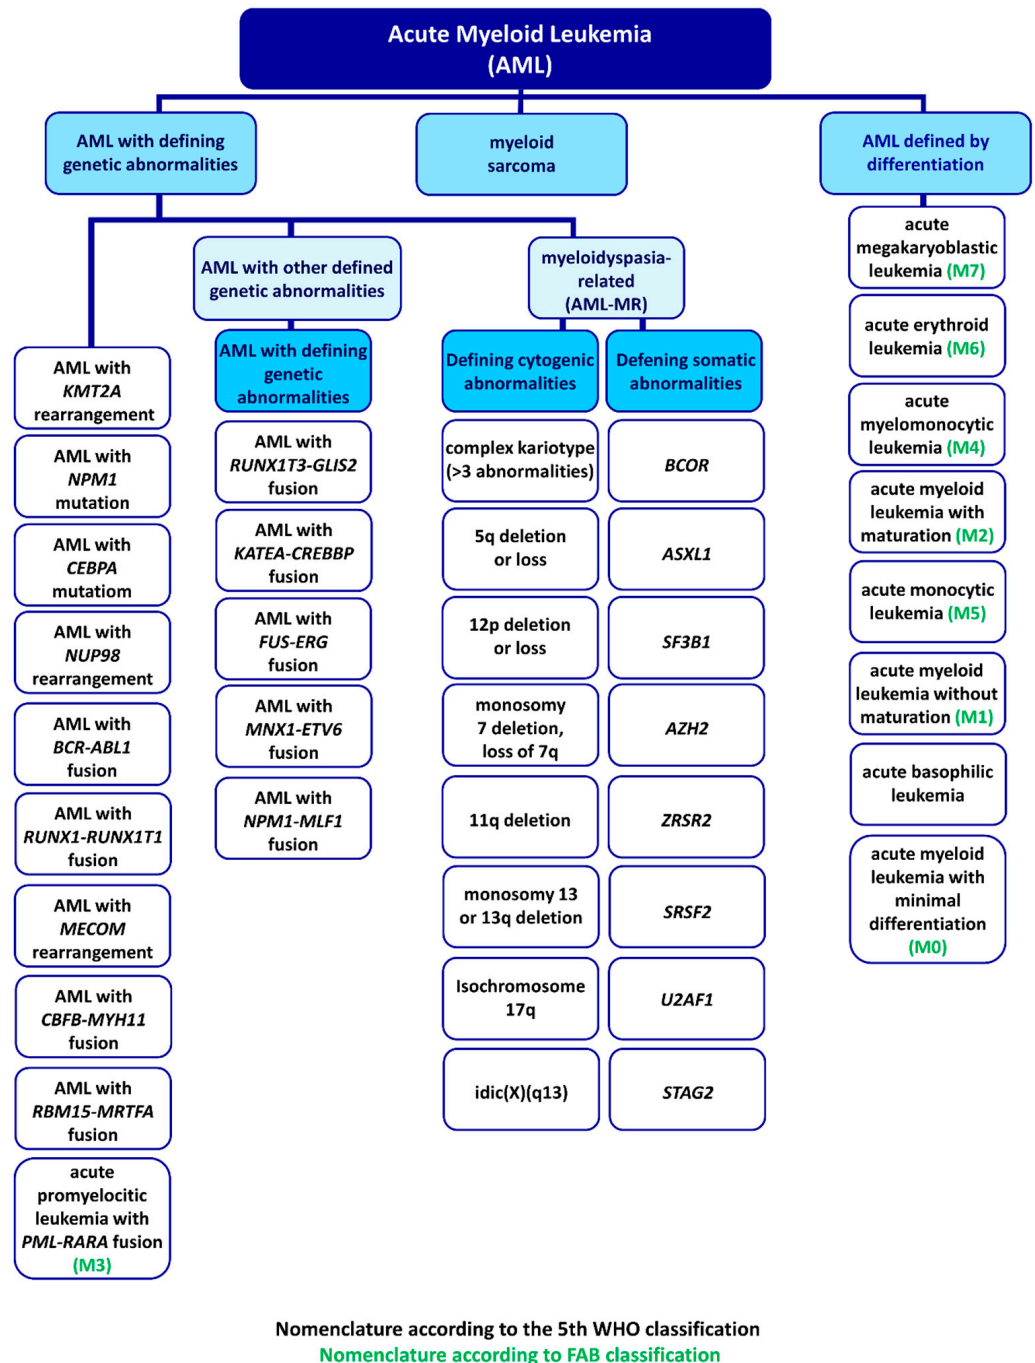 Acute Myeloid Leukemia
(AML)
AML with defining
genetic abnormalities
myeloid
sarcoma
AML defined by
differentiation
AML with
KMT2A
rearrangement
AML with
NPM1
mutation
AML with
CEBPA
mutatiom
AML with
NUP98
rearrangement
AML with
BCR-ABL1
fusion
AML with
RUNX1-RUNX1T1
fusion
AML with
MECOM
rearrangement
AML with
CBFB-MYH11
fusion
AML with
RBM15-MRTFA
fusion
acute
promyelocitic
leukemia with
PML-RARA fusion
(M3)
AML with other defined
genetic abnormalities
AML with defining
genetic
abnormalities
AML with
RUNX1T3-GLIS2
fusion
AML with
KATEA-CREBBP
fusion
AML with
FUS-ERG
fusion
AML with
MNX1-ETV6
fusion
AML with
NPM1-MLF1
fusion
myeloidyspasia-
related
(AML-MR)
Defining cytogenic
abnormalities
complex kariotype
(>3 abnormalities)
5q deletion
or loss
12p deletion
or loss
monosomy
7 deletion,
loss of 7q
11q deletion
monosomy 13
or 13q deletion
Isochromosome
17q
idic(X)(q13)
Defening somatic
abnormalities
BCOR
ASXL1
SF3B1
AZH2
ZRSR2
SRSF2
U2AF1
STAG2
acute
megakaryoblastic
leukemia (M7)
acute erythroid
leukemia (M6)
acute
myelomonocytic
leukemia (M4)
acute myeloid
leukemia with
maturation (M2)
acute monocytic
leukemia (M5)
acute myeloid
leukemia without
maturation (M1)
acute basophilic
leukemia
acute myeloid
leukemia with
minimal
differentiation
(M0)
Nomenclature according to the 5th WHO classification
Nomenclature according to FAB classification